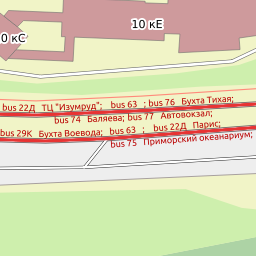 10 кЕ
0 кС
bus 22Д ТЦ "Изумруд"; bus 63 ; bus 76 Бухта Тихая;
bus 74 Баляева; bus 77 Автовокзал;
bus 29К Бухта Воевода; bus 63 ; bus 22Д Парис;
bus 75 Приморский океанариум;